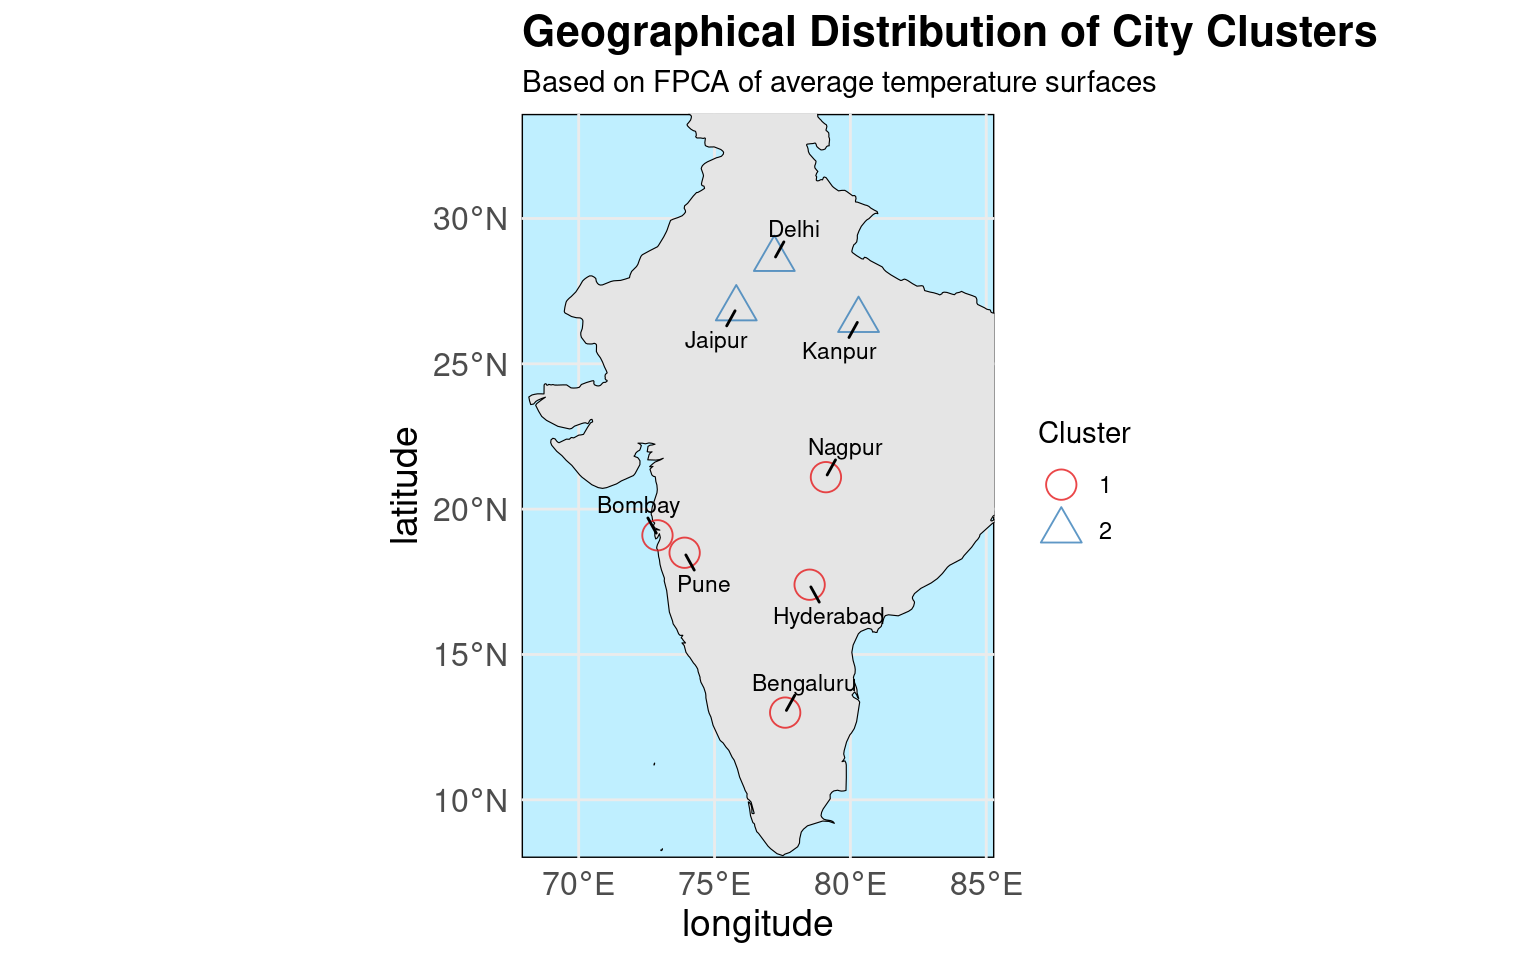 Geographical Distribution of City Clusters
Based on FPCA of average temperature surfaces
30°N
25°N
20°N
15°N
10°N
latitude
Delhi
Jaipur
Kanpur
Nagpur
Bombay
Pune
Hyderabad
Bengaluru
70°E
75°E
80°E
85°E
longitude
Cluster
1
2